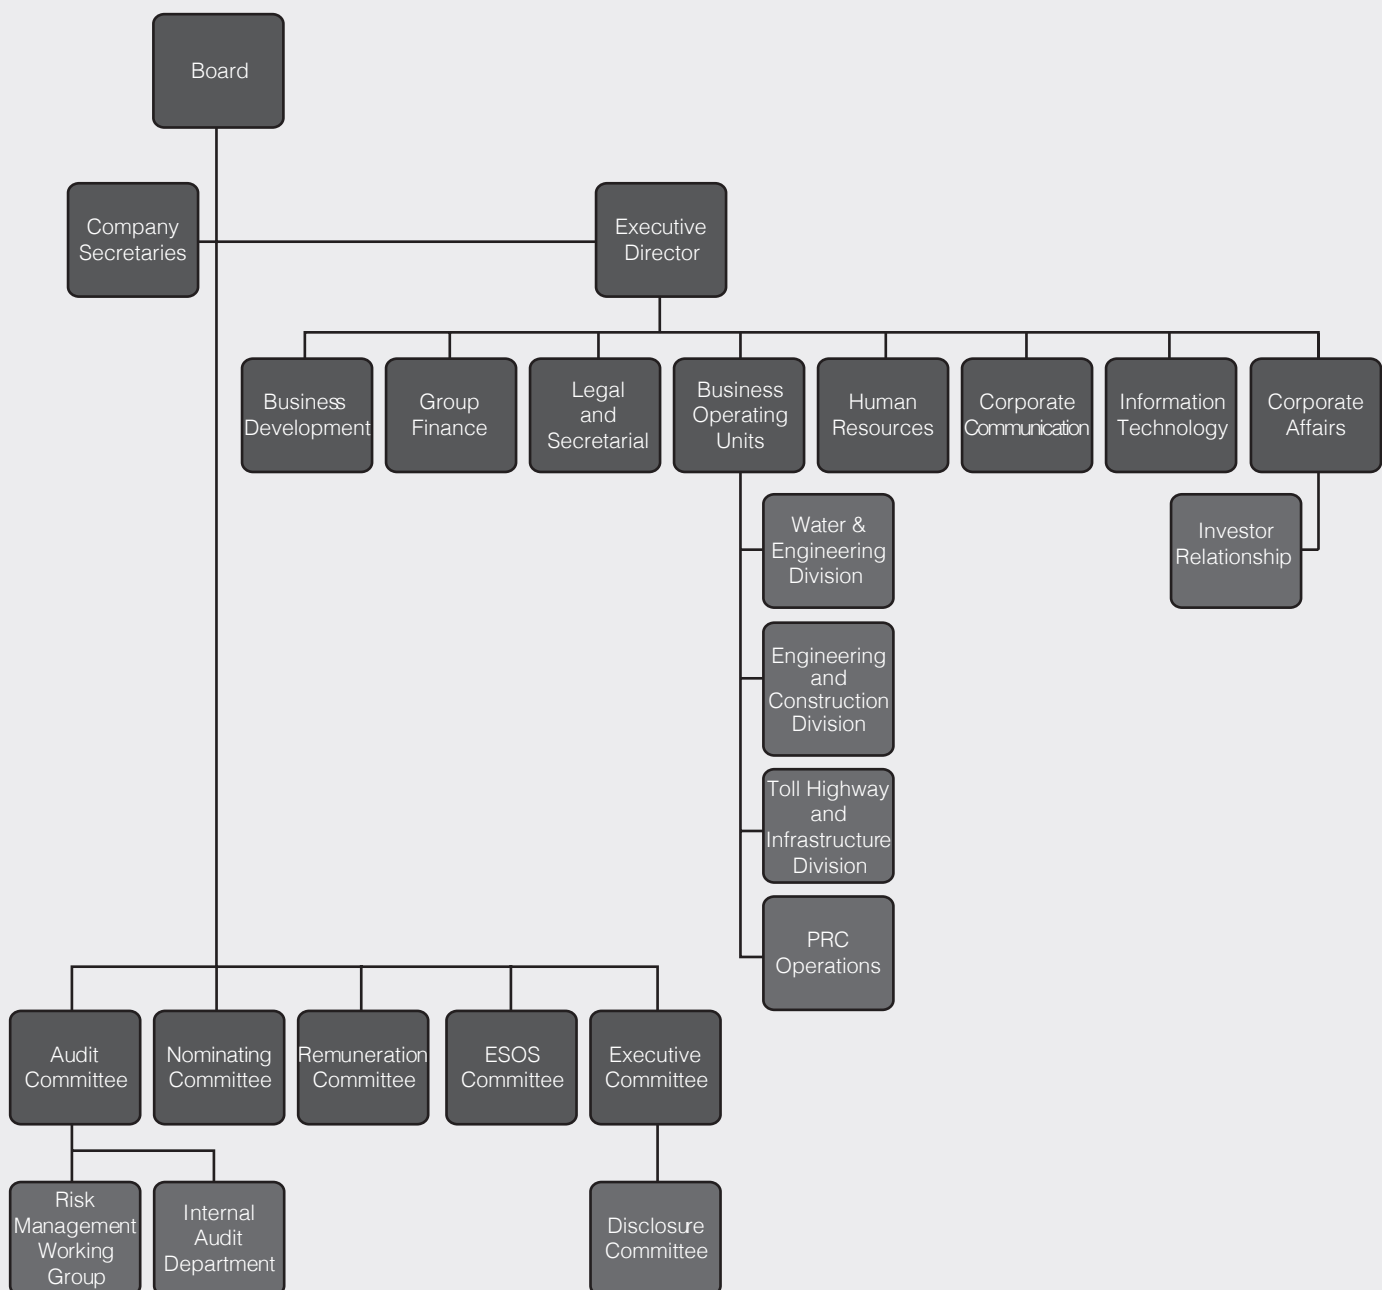 Board
Company
Secretaries
Executive
Director
Business
Development
Group
Finance
Legal
and
Secretarial
Business
Operating
Units
Human
Resources
Corporate
Communication
Information
Technology
Corporate
Affairs
Water &
Engineering
Division
Investor
Relationship
Engineering
and
Construction
Division
Toll Highway
and
Infrastructure
Division
PRC
Operations
Audit
Committee
Nominating
Committee
Remuneration
Committee
ESOS
Committee
Executive
Committee
Risk
Management
Working
Group
Internal
Audit
Department
Disclosure
Committee